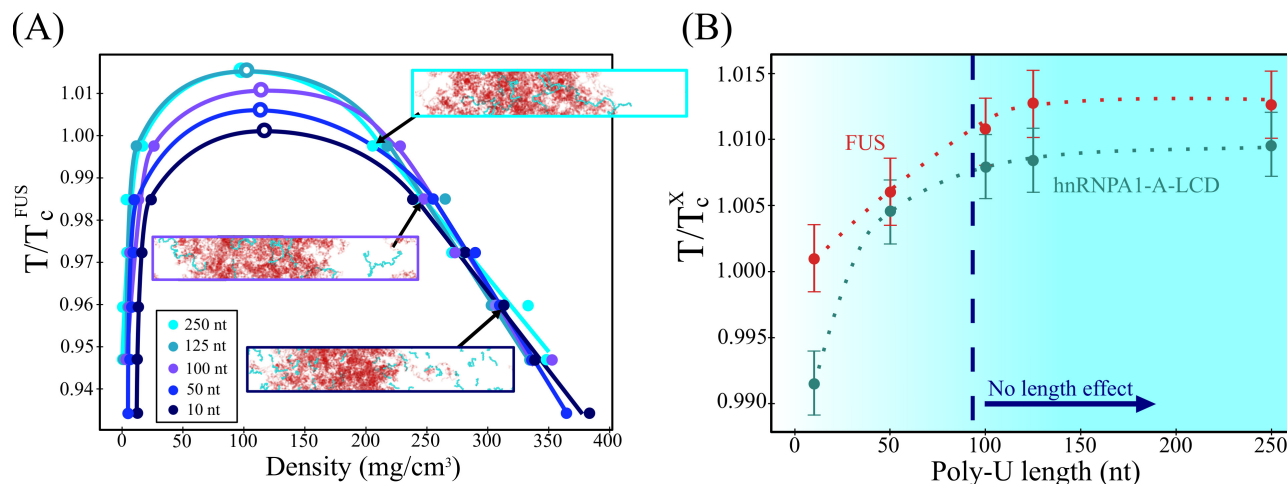 (A)
T/T_c^FUS
1.01
1.00
0.99
0.98
0.97
0.96
0.95
0.94
250 nt
125 nt
100 nt
50 nt
10 nt
0 50 100 150 200 250 300 350 400
Density (mg/cm³)
(B)
T/T_c^X
1.015
1.010
1.005
1.000
0.995
0.990
FUS
hnRNPA1-A-LCD
No length effect
0 50 100 150 200 250
Poly-U length (nt)